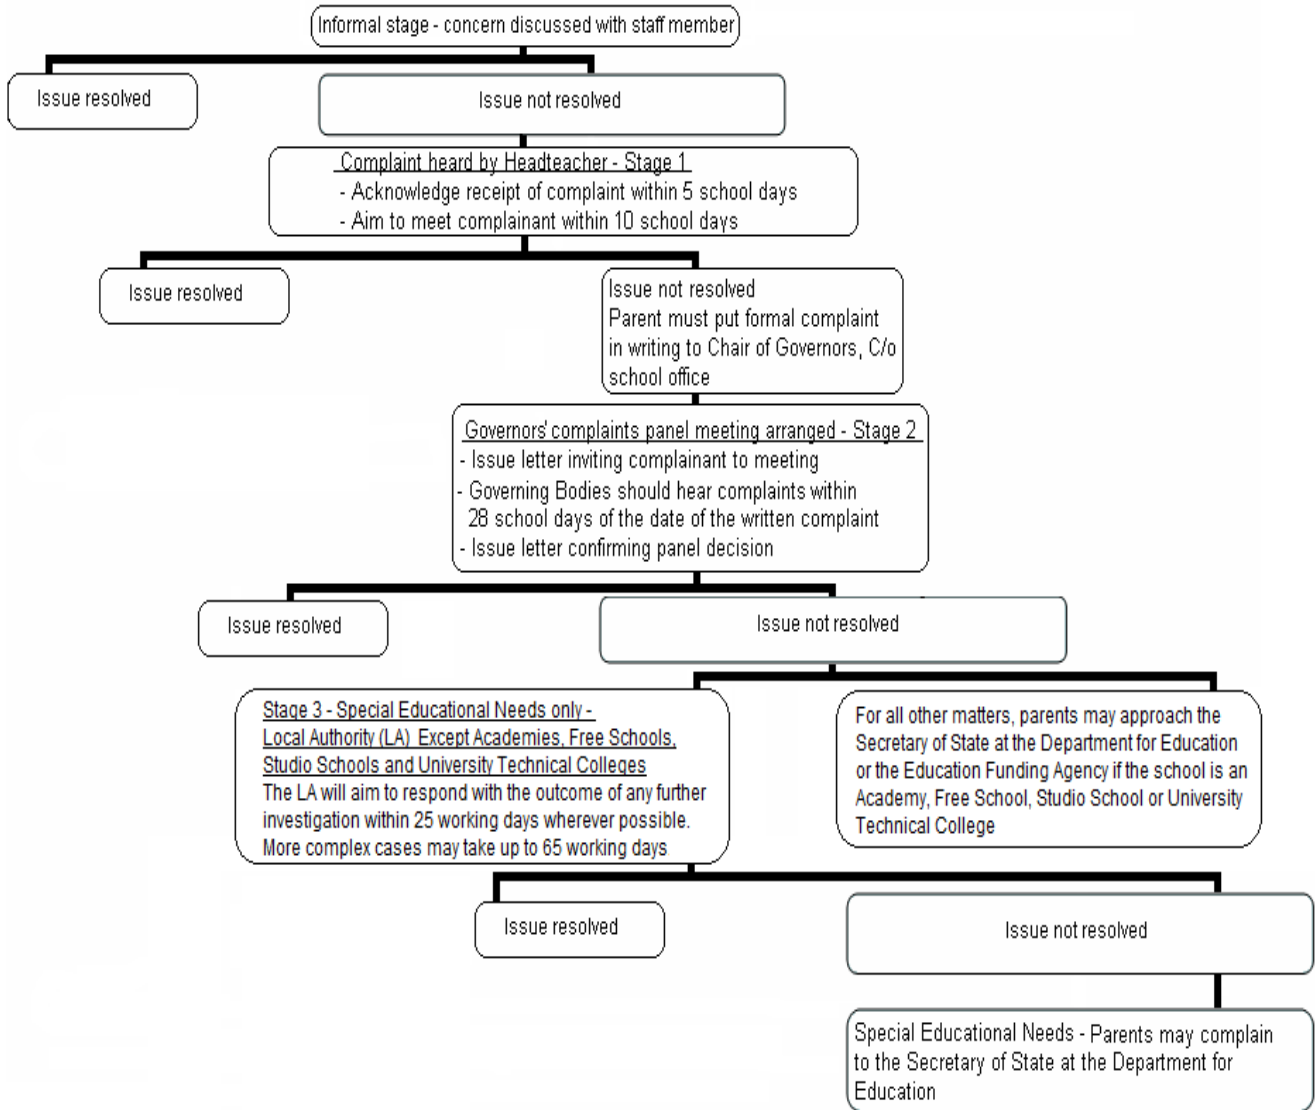 Informal stage - concern discussed with staff member
Issue resolved
Issue not resolved
Complaint heard by Headteacher - Stage 1
- Acknowledge receipt of complaint within 5 school days
- Aim to meet complainant within 10 school days
Issue resolved
Issue not resolved
Parent must put formal complaint
in writing to Chair of Governors, C/o
school office
Governors' complaints panel meeting arranged - Stage 2
- Issue letter inviting complainant to meeting
- Governing Bodies should hear complaints within
28 school days of the date of the written complaint
- Issue letter confirming panel decision
Issue resolved
Issue not resolved
Stage 3 - Special Educational Needs only -
Local Authority (LA) Except Academies, Free Schools,
Studio Schools and University Technical Colleges
The LA will aim to respond with the outcome of any further
investigation within 25 working days wherever possible.
More complex cases may take up to 65 working days
For all other matters, parents may approach the
Secretary of State at the Department for Education
or the Education Funding Agency if the school is an
Academy, Free School, Studio School or University
Technical College
Issue resolved
Issue not resolved
Special Educational Needs - Parents may complain
to the Secretary of State at the Department for
Education